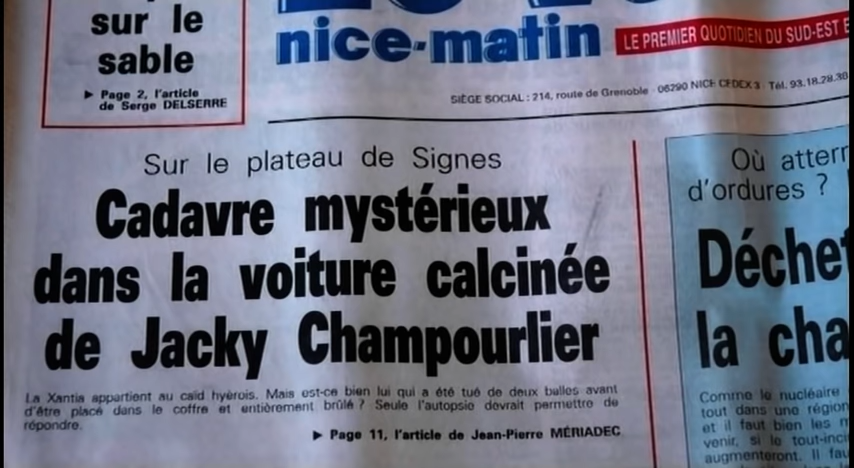 sur le
sable
► Page 2, l'article
de Serge DELSERRE
nice-matin
LE PREMIER QUOTIDIEN DU SUD-EST
SIÈGE SOCIAL : 214, route de Grenoble - 06290 NICE CEDEX 3 - Tél. 93.18.28.38
Sur le plateau de Signes
Cadavre mystérieux
dans la voiture calcinée
de Jacky Champourlier
La Xantia appartient au caïd hyérois. Mais est-ce bien lui qui a été tué de deux balles avant
d'être placé dans le coffre et entièrement brûlé ? Seule l'autopsie devrait permettre de
répondre.
► Page 11, l'article de Jean-Pierre MÉRIADEC
Où atterr
d'ordures ?
Déchet
la cha
Comme le nucléaire
tout dans une région
et il faut bien les m
venir, si le tout-inci
augmenteront. Il fau